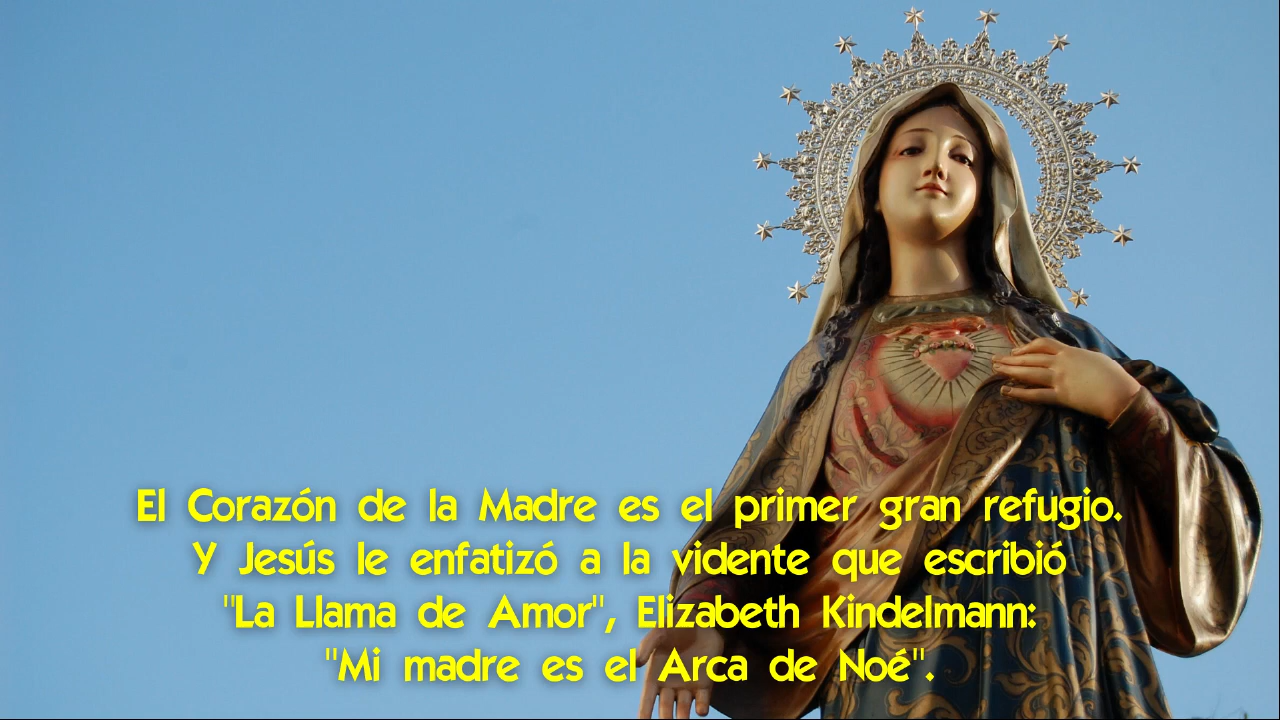 El Corazón de la Madre es el primer gran refugio.
Y Jesús le enfatizó a la vidente que escribió
"La Llama de Amor", Elizabeth Kindelmann:
"Mi madre es el Arca de Noé".